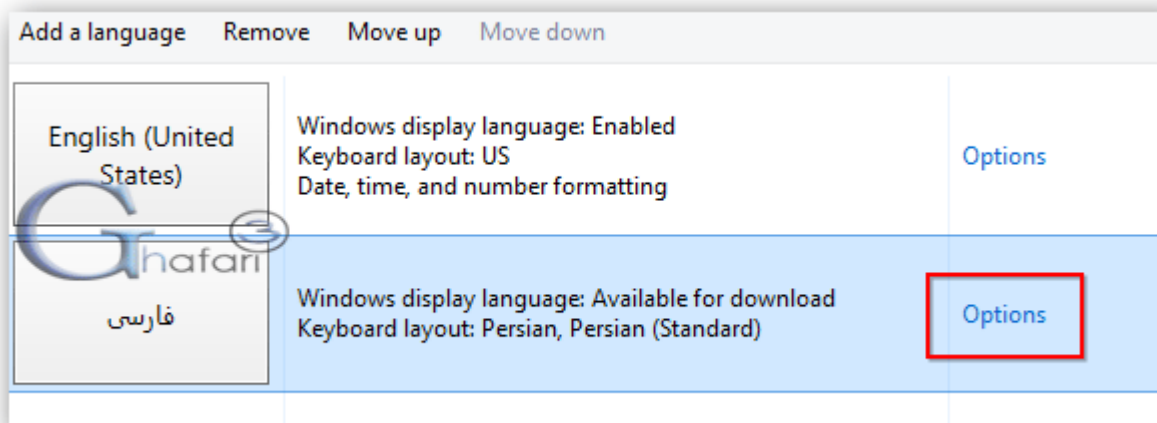 Add a language Remove Move up Move down
English (United
States)
Windows display language: Enabled
Keyboard layout: US
Date, time, and number formatting
Options
Ghafari3
فارسی
Windows display language: Available for download
Keyboard layout: Persian, Persian (Standard)
Options